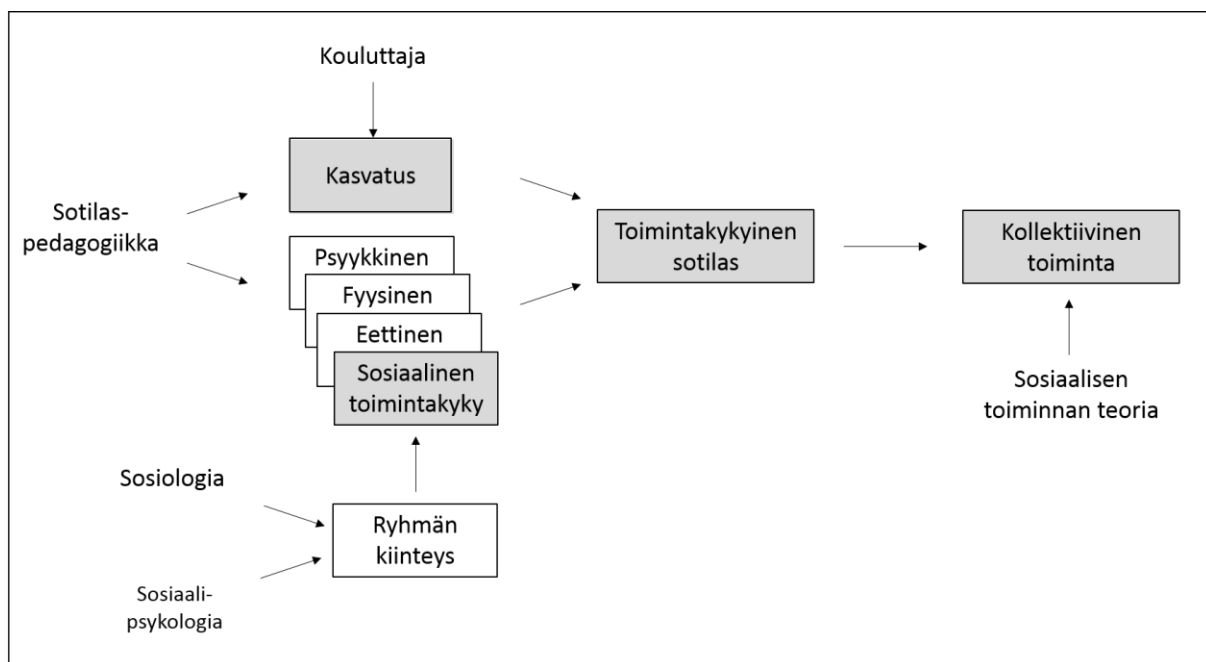 Kouluttaja
Kasvatus
Sotilas-
pedagogiikka
Psyykkinen
Fyysinen
Eettinen
Sosiaalinen
toimintakyky
Toimintakykyinen
sotilas
Kollektiivinen
toiminta
Sosiaalisen
toiminnan teoria
Sosiologia
Ryhmän
kiinteys
Sosiaali-
psykologia